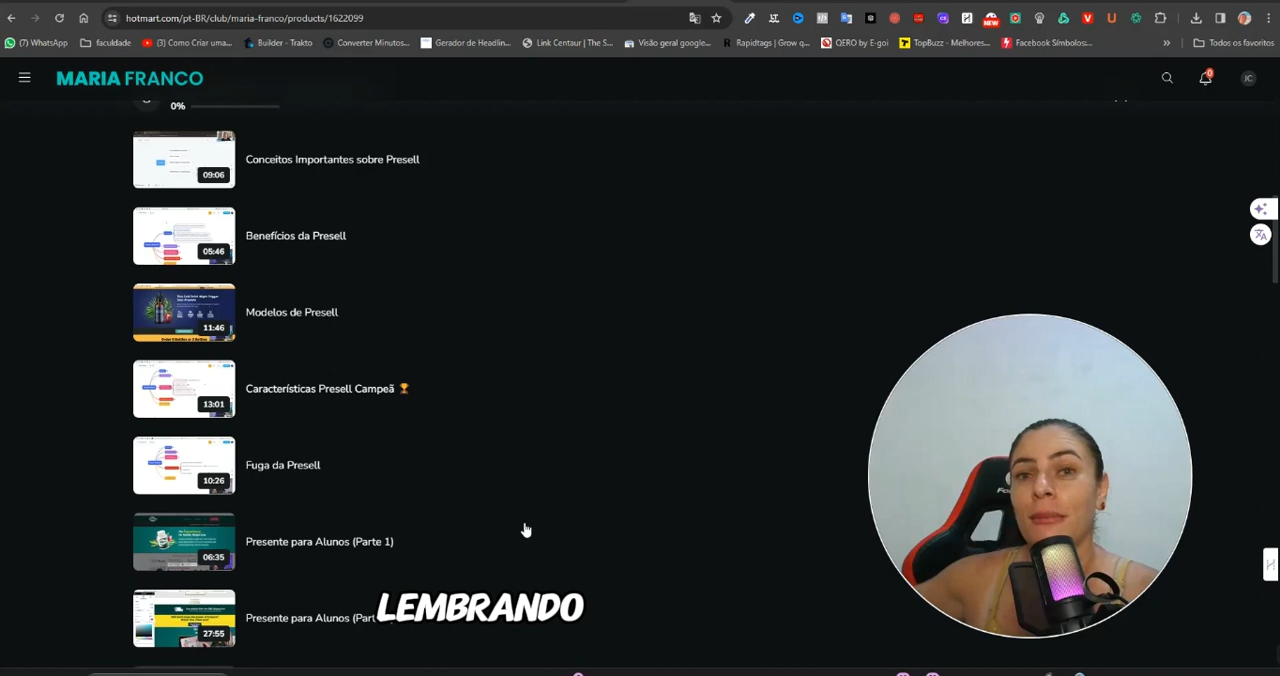 hotmart.com/pt-BR/club/maria-franco/products/1622099
(7) WhatsApp
faculdade
(3) Como Criar uma...
Builder - Trakto
Converter Minutos...
Gerador de Headlin...
Link Centaur | The S...
Visão geral google...
Rapidtags | Grow q...
QERO by E-goi
TopBuzz - Melhores...
Facebook Símbolos:...
»
Todos os favoritos
MARIA FRANCO
0
JC
0%
Conceitos Importantes sobre Presell
09:06
Benefícios da Presell
05:46
Modelos de Presell
11:46
Características Presell Campeã 🏆
13:01
Fuga da Presell
10:26
Presente para Alunos (Parte 1)
06:35
Presente para Alunos (Part
27:55
LEMBRANDO